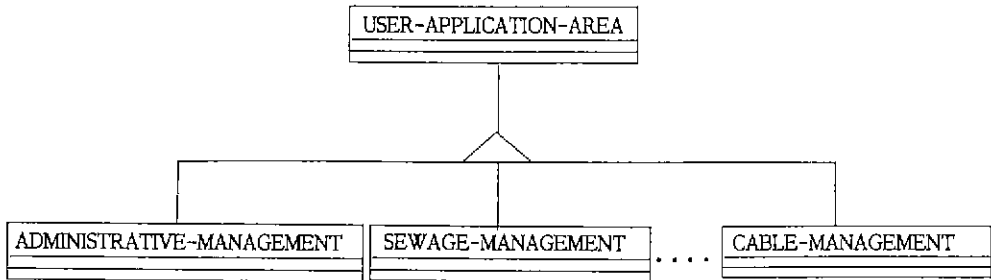 USER-APPLICATION-AREA
ADMINISTRATIVE-MANAGEMENT
SEWAGE-MANAGEMENT
....
CABLE-MANAGEMENT